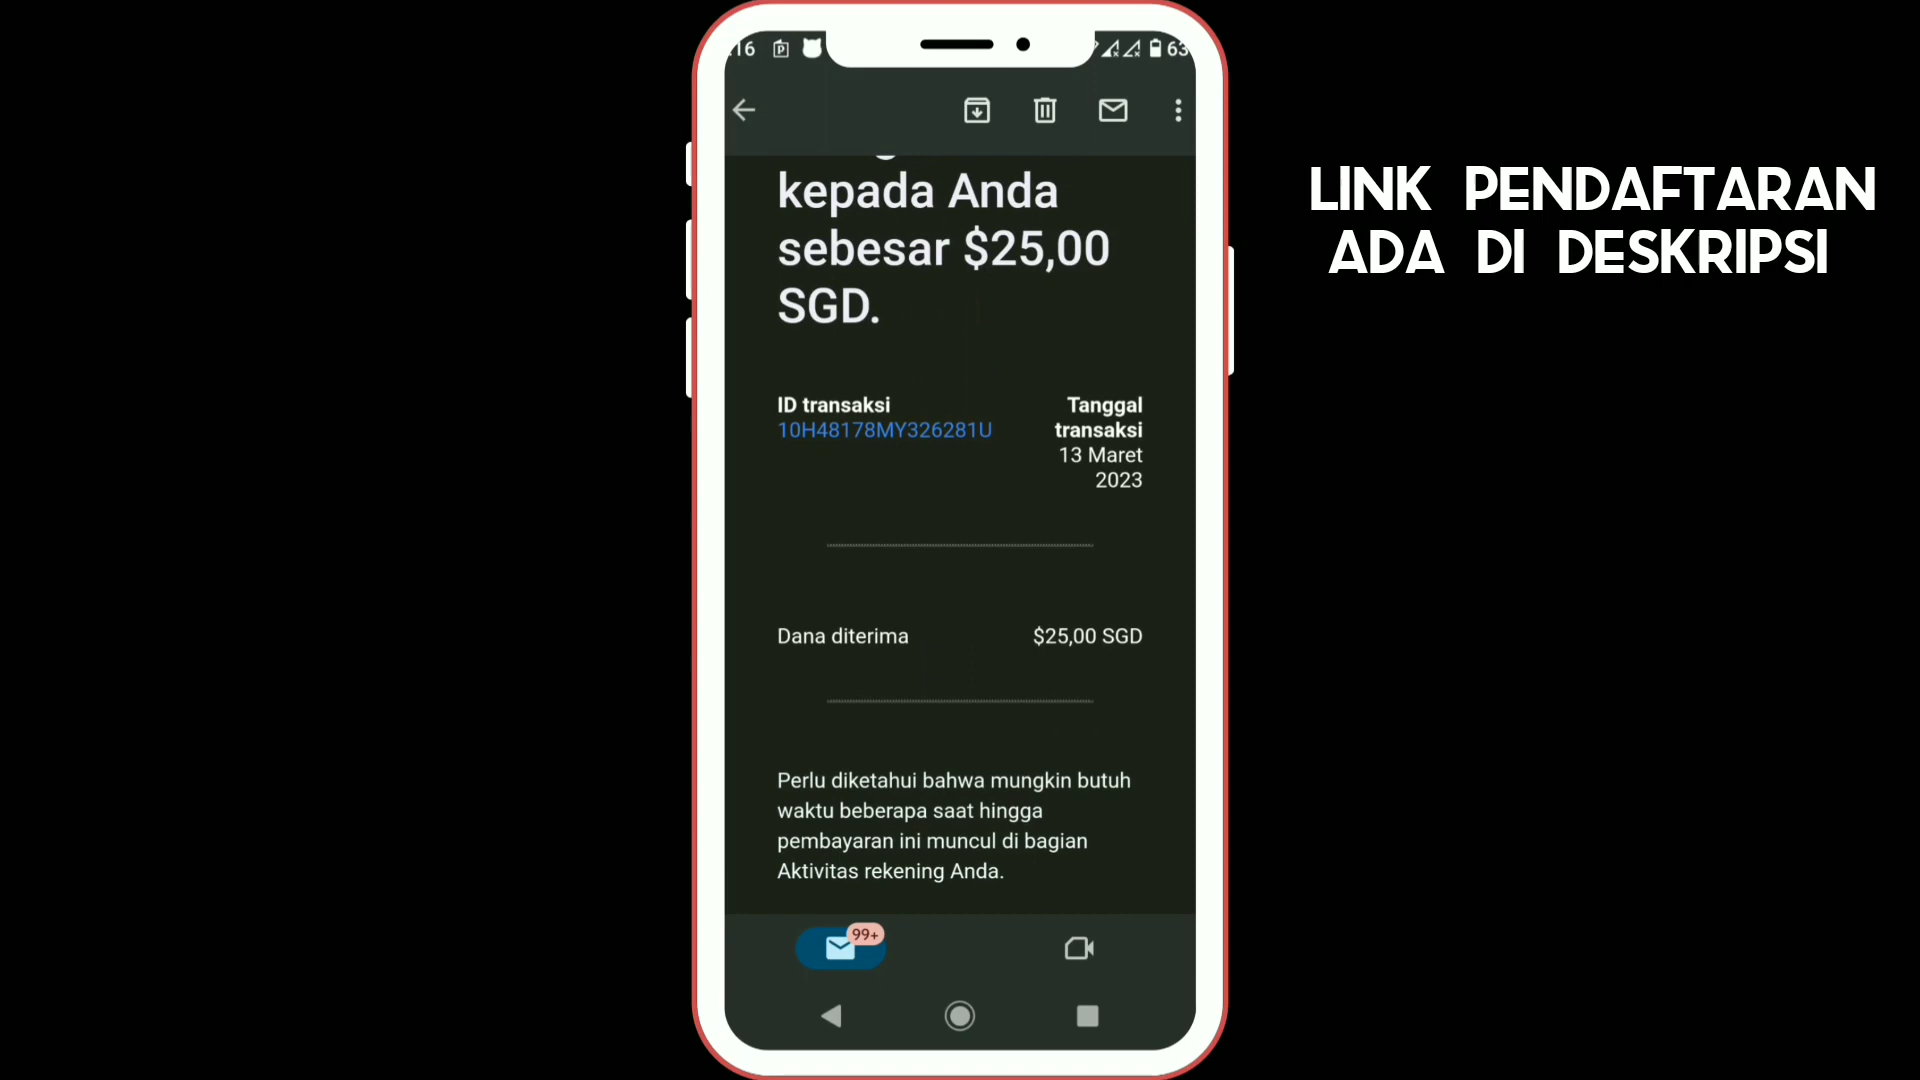 16
63
LINK PENDAFTARAN
ADA DI DESKRIPSI
kepada Anda
sebesar $25,00
SGD.
ID transaksi
10H48178MY326281U
Tanggal
transaksi
13 Maret
2023
Dana diterima
$25,00 SGD
Perlu diketahui bahwa mungkin butuh
waktu beberapa saat hingga
pembayaran ini muncul di bagian
Aktivitas rekening Anda.
99+